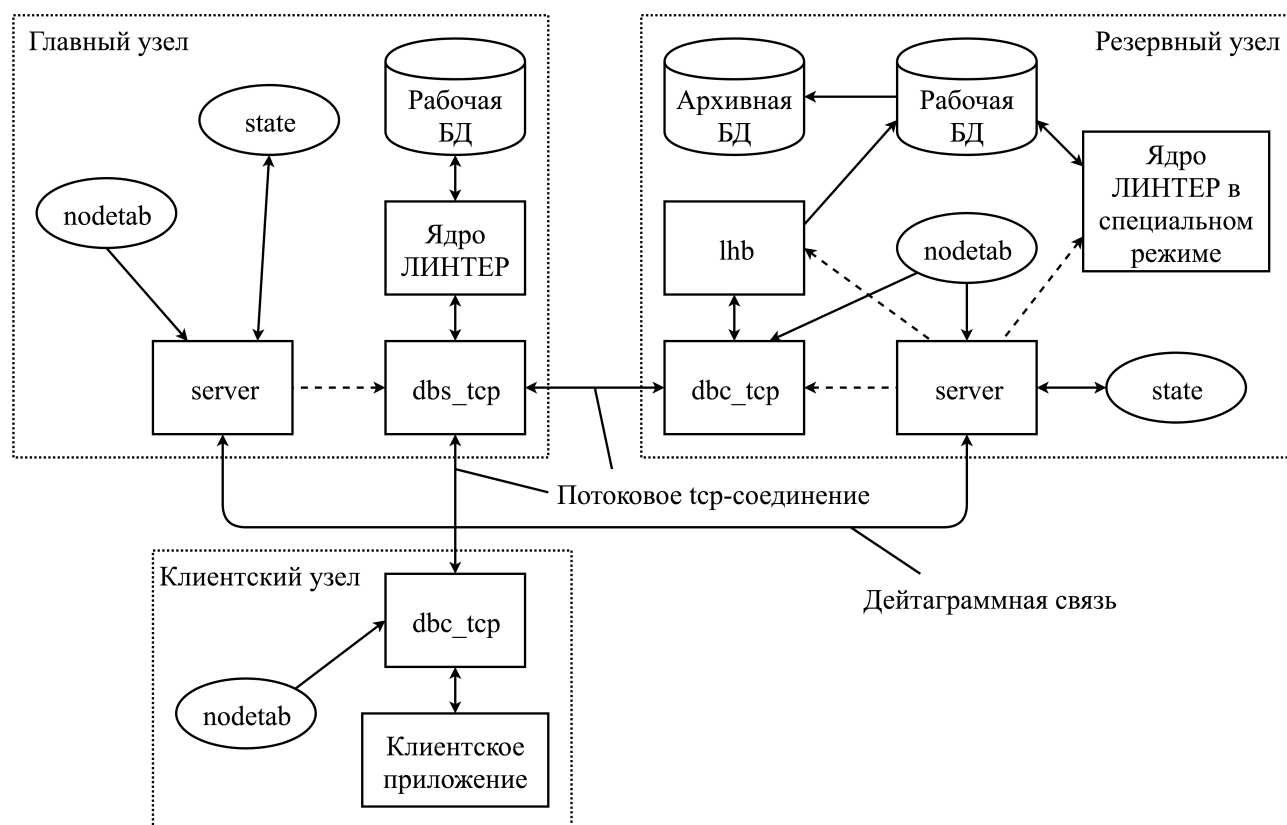 Главный узел
state
nodetab
Рабочая
БД
Ядро
ЛИНТЕР
server
dbs_tcp
Резервный узел
Архивная
БД
Рабочая
БД
Ядро
ЛИНТЕР в
специальном
режиме
lhb
nodetab
dbc_tcp
server
state
Потоковое tcp-соединение
Дейтаграммная связь
Клиентский узел
dbc_tcp
nodetab
Клиентское
приложение